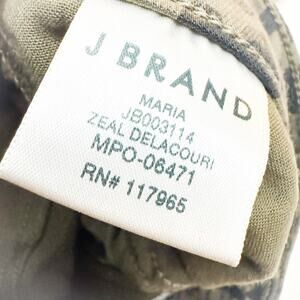 J BRAND
MARIA
JB003114
ZEAL DELACOURI
MPO-06471
RN# 117965